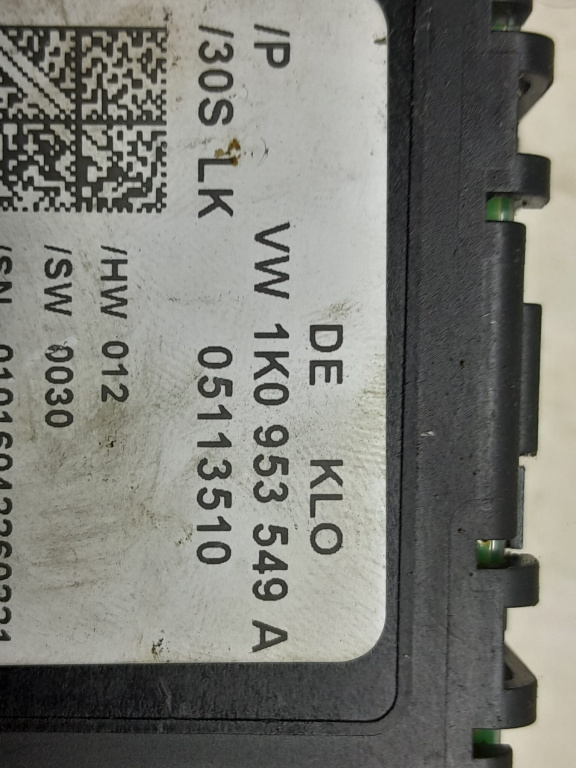 DE KLO
/P VW 1K0 953 549 A
/30S LK 05113510
/HW 012
/SW 0030